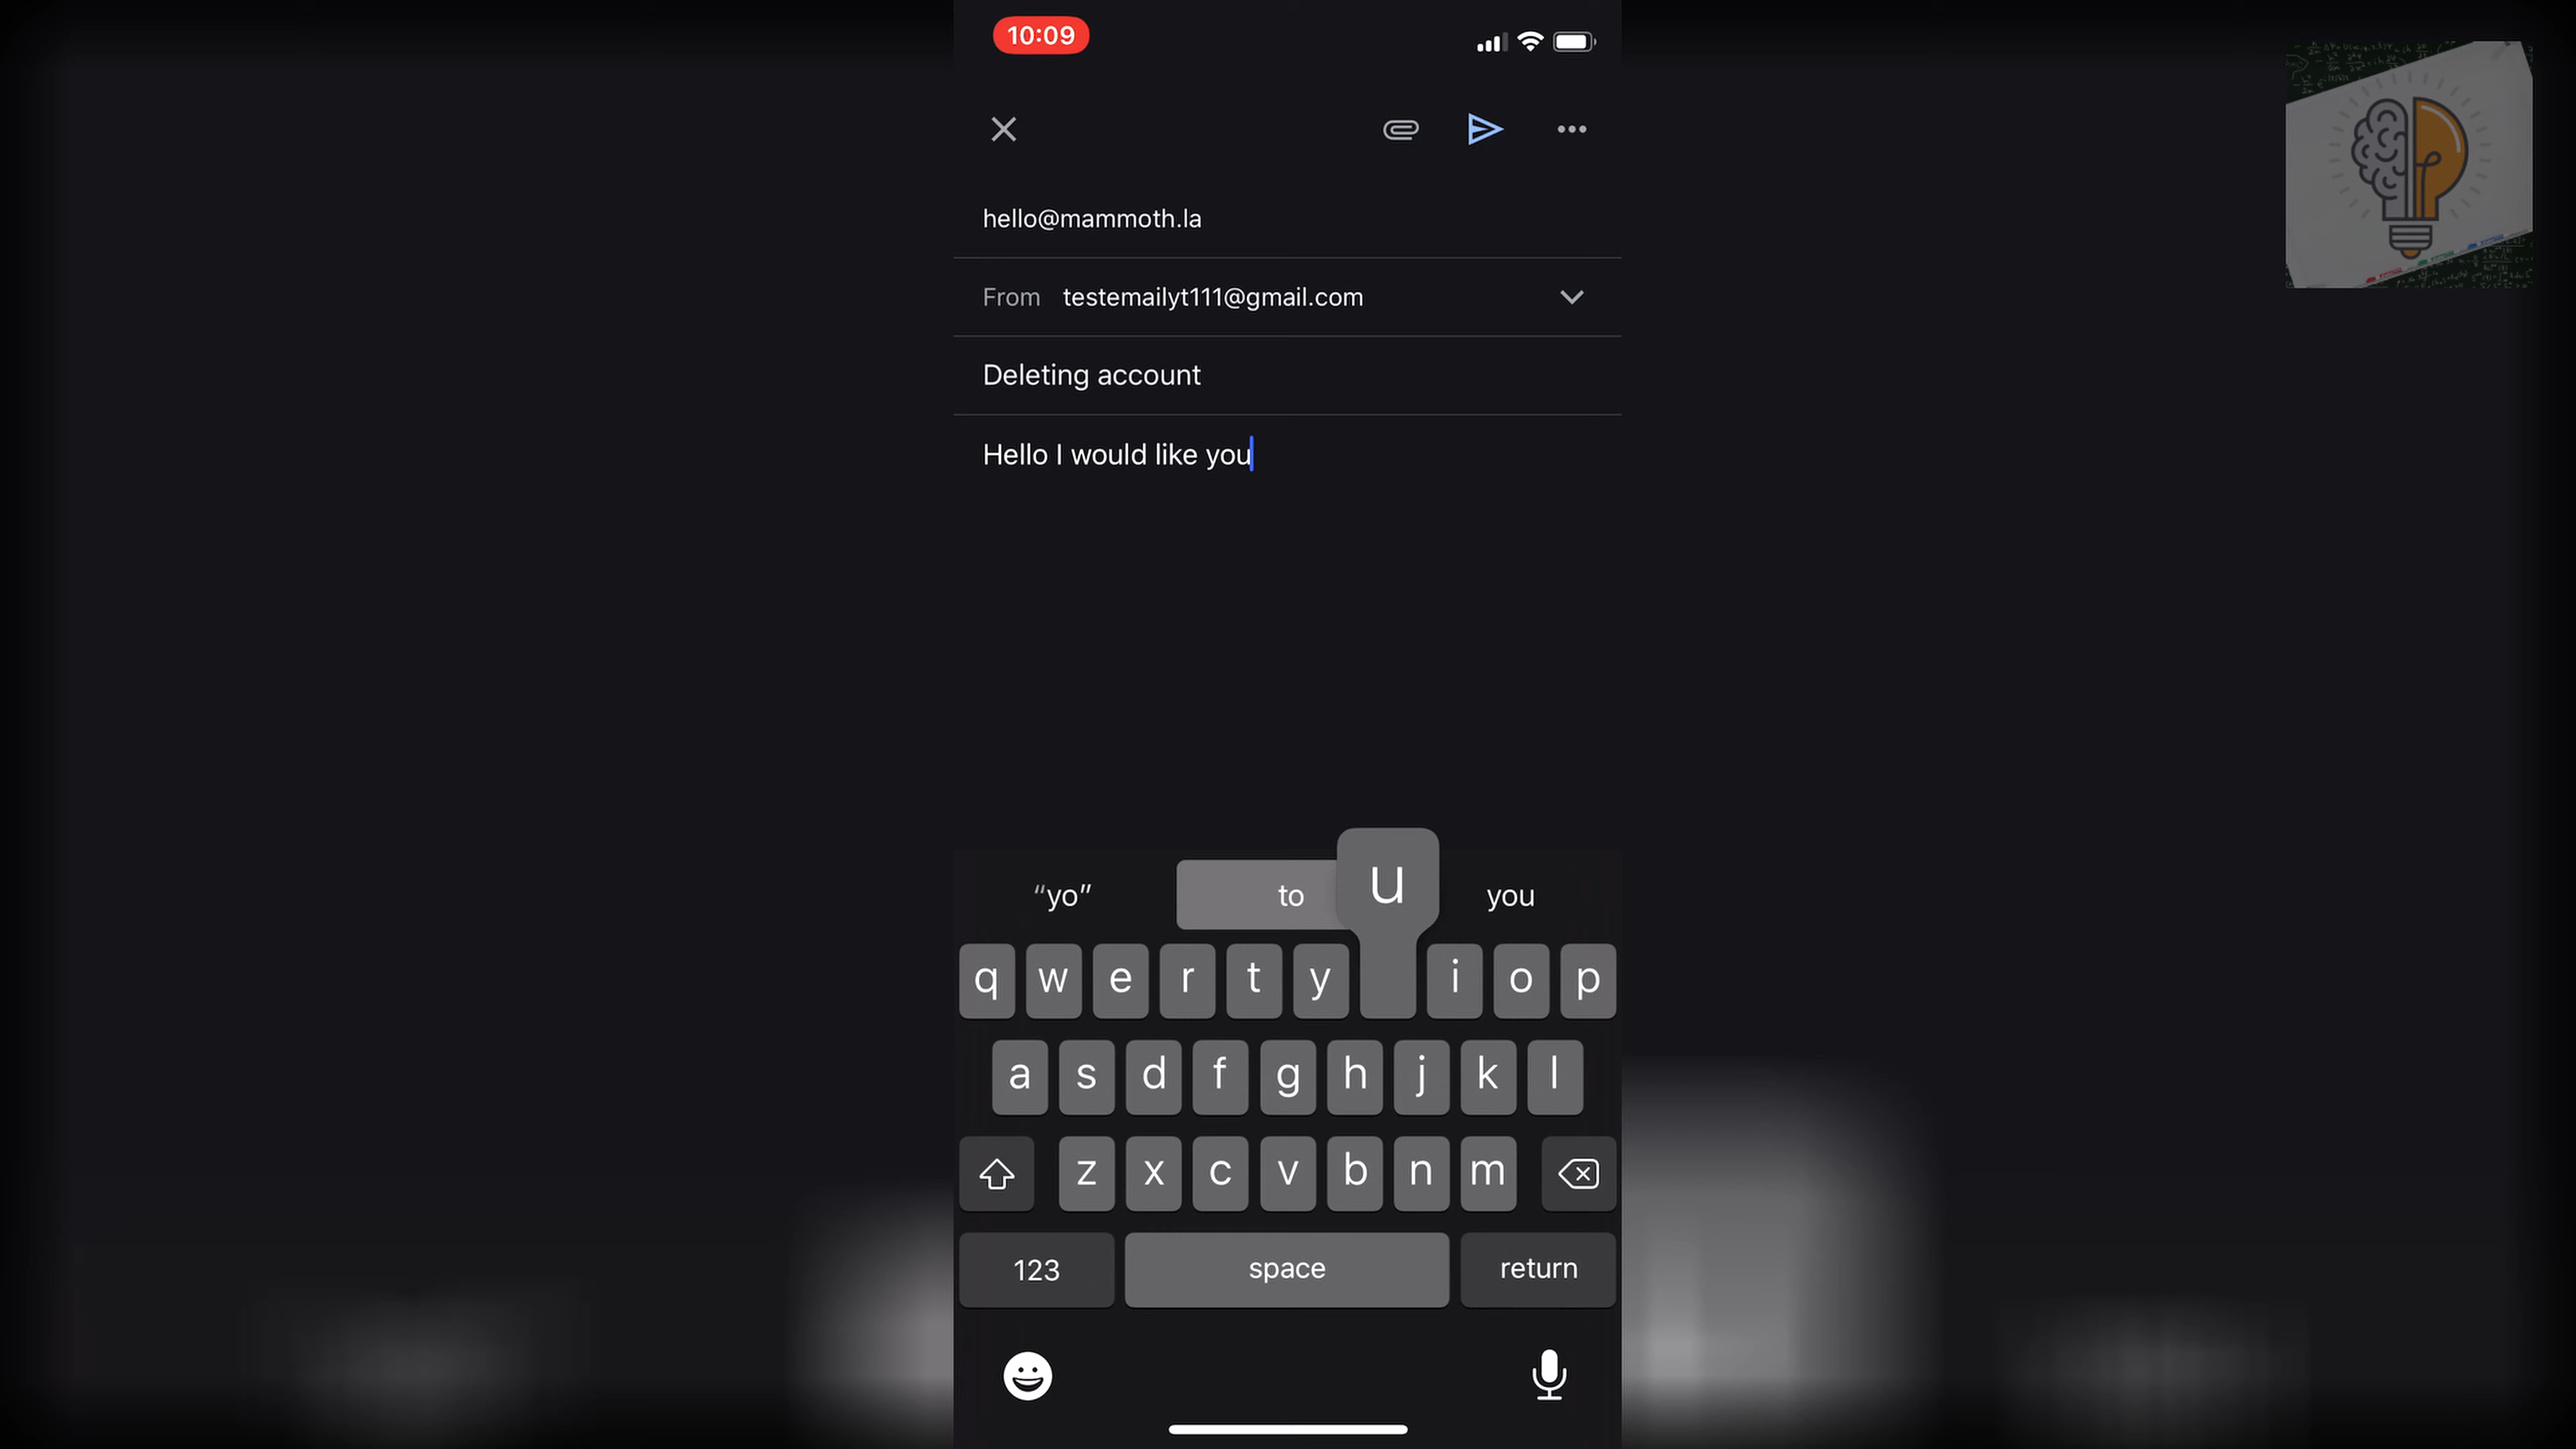 10:09
hello@mammoth.la
From testemailyt111@gmail.com
Deleting account
Hello I would like you
“yo” to you
u
q w e r t y i o p
a s d f g h j k l
z x c v b n m
123 space return